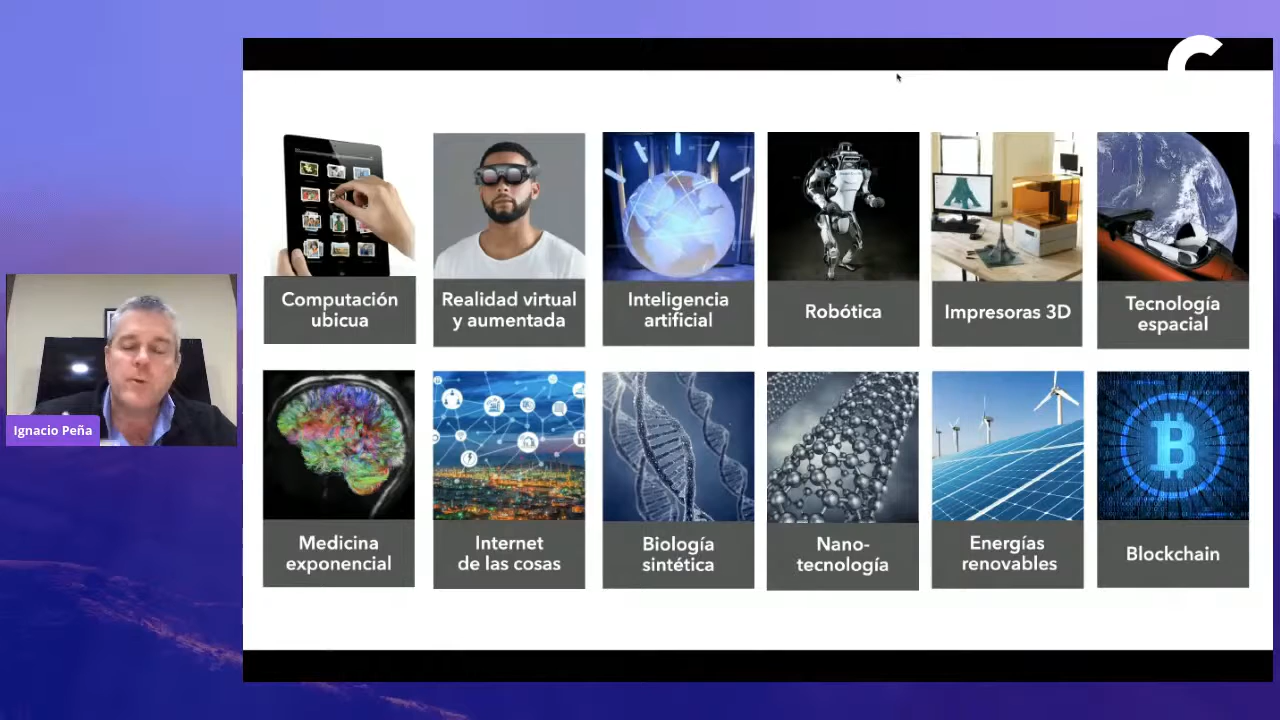 Computación
ubicua
Realidad virtual
y aumentada
Inteligencia
artificial
Robótica
Impresoras 3D
Tecnología
espacial
Ignacio Peña
Medicina
exponencial
Internet
de las cosas
Biología
sintética
Nano-
tecnología
Energías
renovables
Blockchain